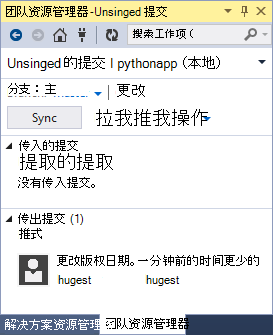 团队资源管理器-Unsinged 提交
搜索工作项(
Unsinged 的提交 | pythonapp (本地)
分支：主 | 更改
Sync 拉我推我操作
传入的提交
提取的提取
没有传入提交。
传出提交 (1)
推式
更改版权日期。一分钟前的时间更少的
hugest hugest
解决方案资源管理 团队资源管理器